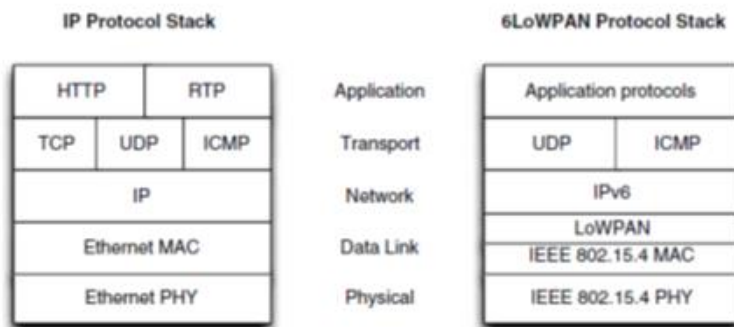 IP Protocol Stack 6LoWPAN Protocol Stack
HTTP RTP Application Application protocols
TCP UDP ICMP Transport UDP ICMP
IP Network IPv6
LoWPAN
Ethernet MAC Data Link IEEE 802.15.4 MAC
Ethernet PHY Physical IEEE 802.15.4 PHY